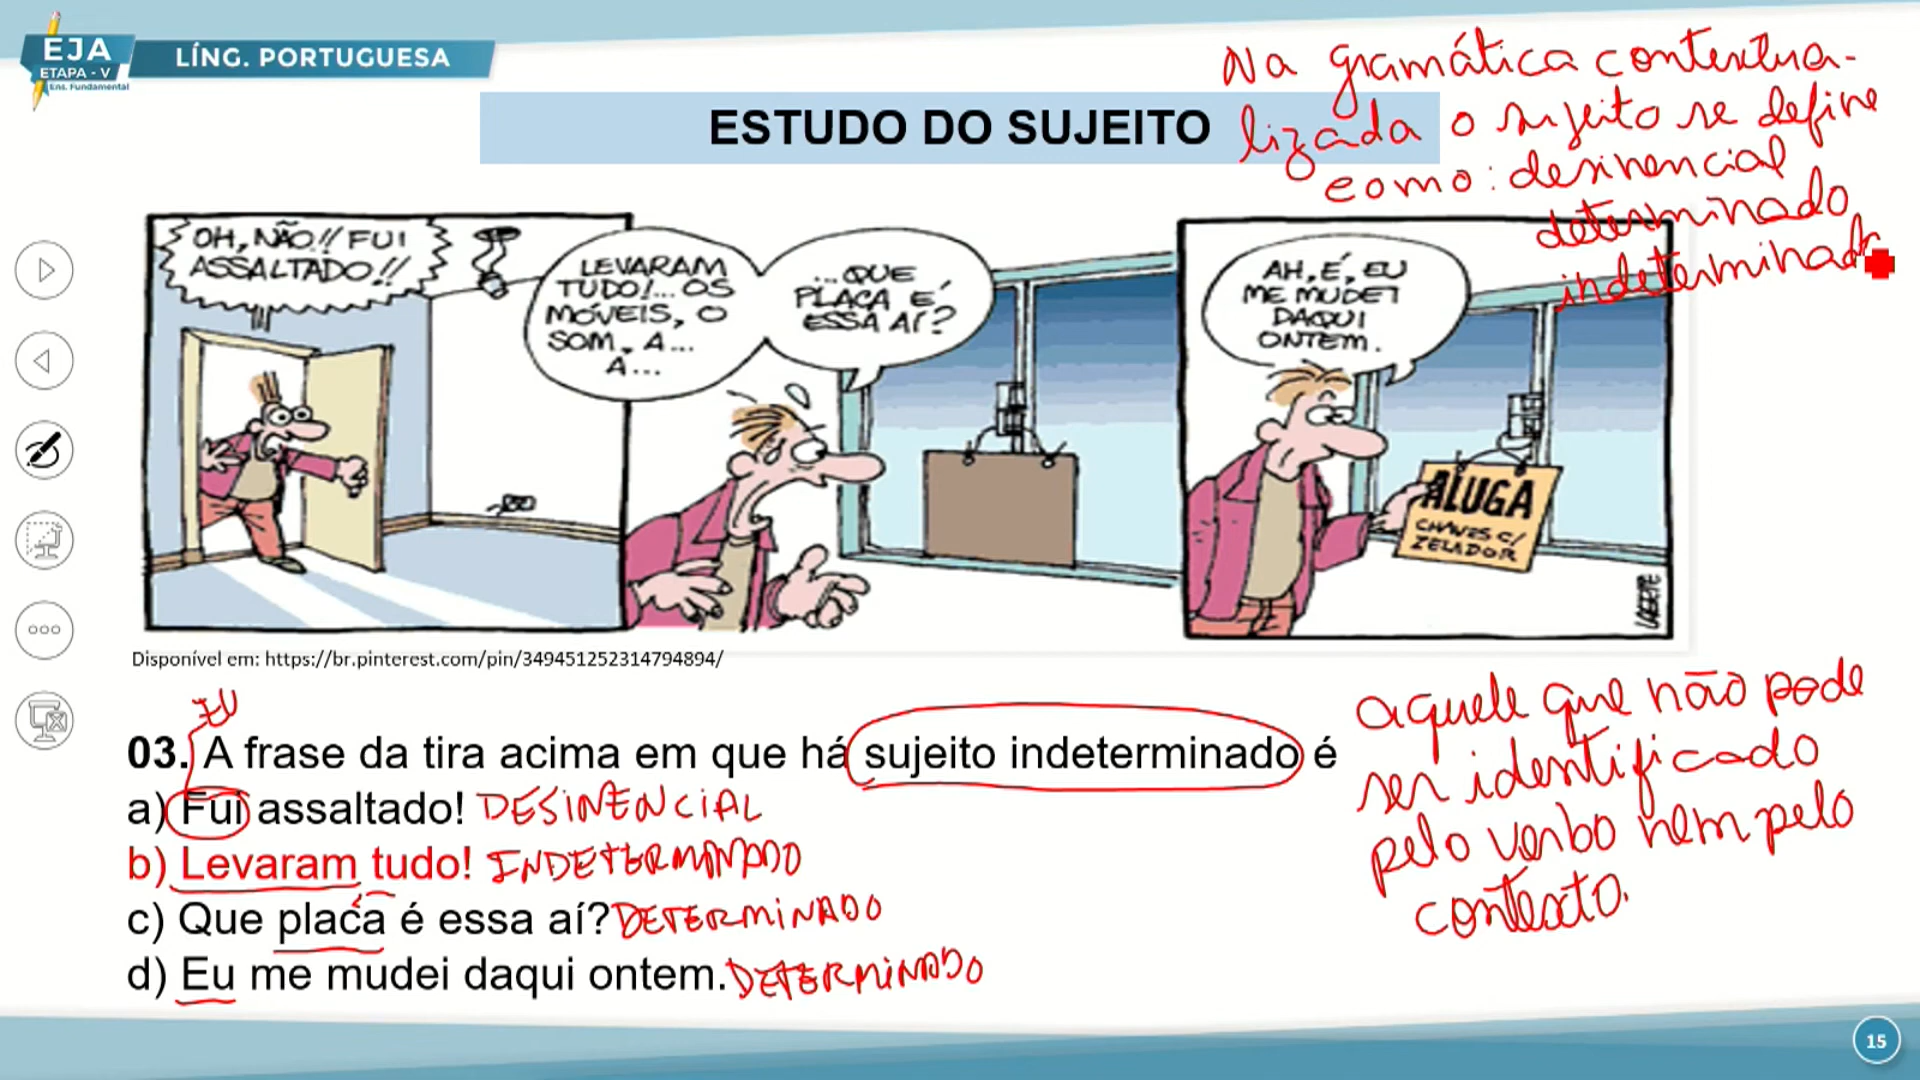 EJA
ETAPA - V
Ens. Fundamental
LÍNG. PORTUGUESA
Na gramática contextua-
lizada o sujeito se define
como: desinencial
determinado
indeterminado
ESTUDO DO SUJEITO
OH, NÃO!! FUI
ASSALTADO!!
LEVARAM
TUDO!... OS
MÓVEIS, O
SOM, A...
A...
...QUE
PLACA É
ESSA AÍ?
AH, É, EU
ME MUDEI
DAQUI
ONTEM.
ALUGA
CHAVES C/
ZELADOR
LAERTE
Disponível em: https://br.pinterest.com/pin/349451252314794894/
EU
03. A frase da tira acima em que há sujeito indeterminado é
a) Fui assaltado! DESINENCIAL
b) Levaram tudo! INDETERMINADO
c) Que placa é essa aí? DETERMINADO
d) Eu me mudei daqui ontem. DETERMINADO
aquele que não pode
ser identificado
pelo verbo nem pelo
contexto.
15